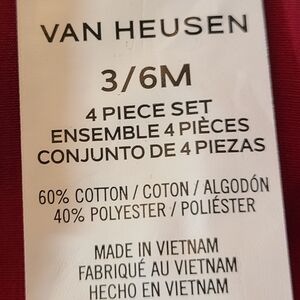 VAN HEUSEN
3/6M
4 PIECE SET
ENSEMBLE 4 PIÈCES
CONJUNTO DE 4 PIEZAS
60% COTTON / COTON / ALGODÓN
40% POLYESTER / POLIÉSTER
MADE IN VIETNAM
FABRIQUÉ AU VIETNAM
HECHO EN VIETNAM